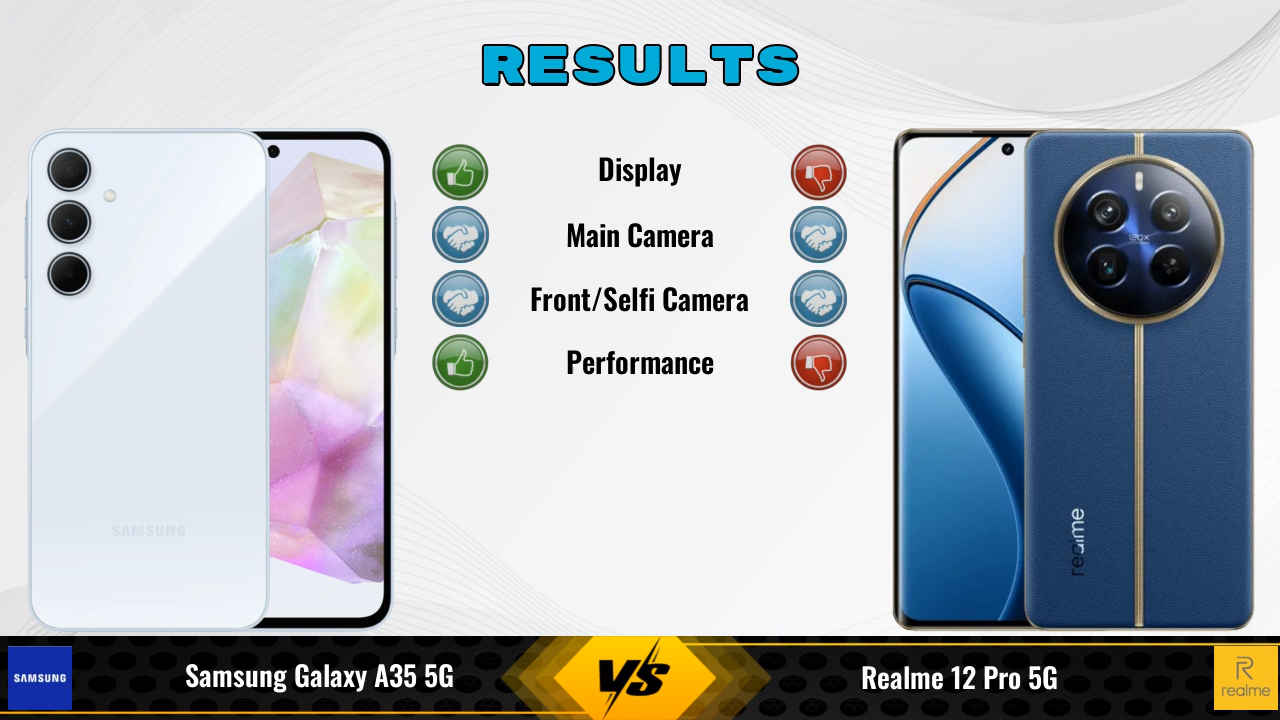 RESULTS
Display
Main Camera
Front/Selfi Camera
Performance
SAMSUNG
120X
realme
SAMSUNG
Samsung Galaxy A35 5G
VS
Realme 12 Pro 5G
R
realme